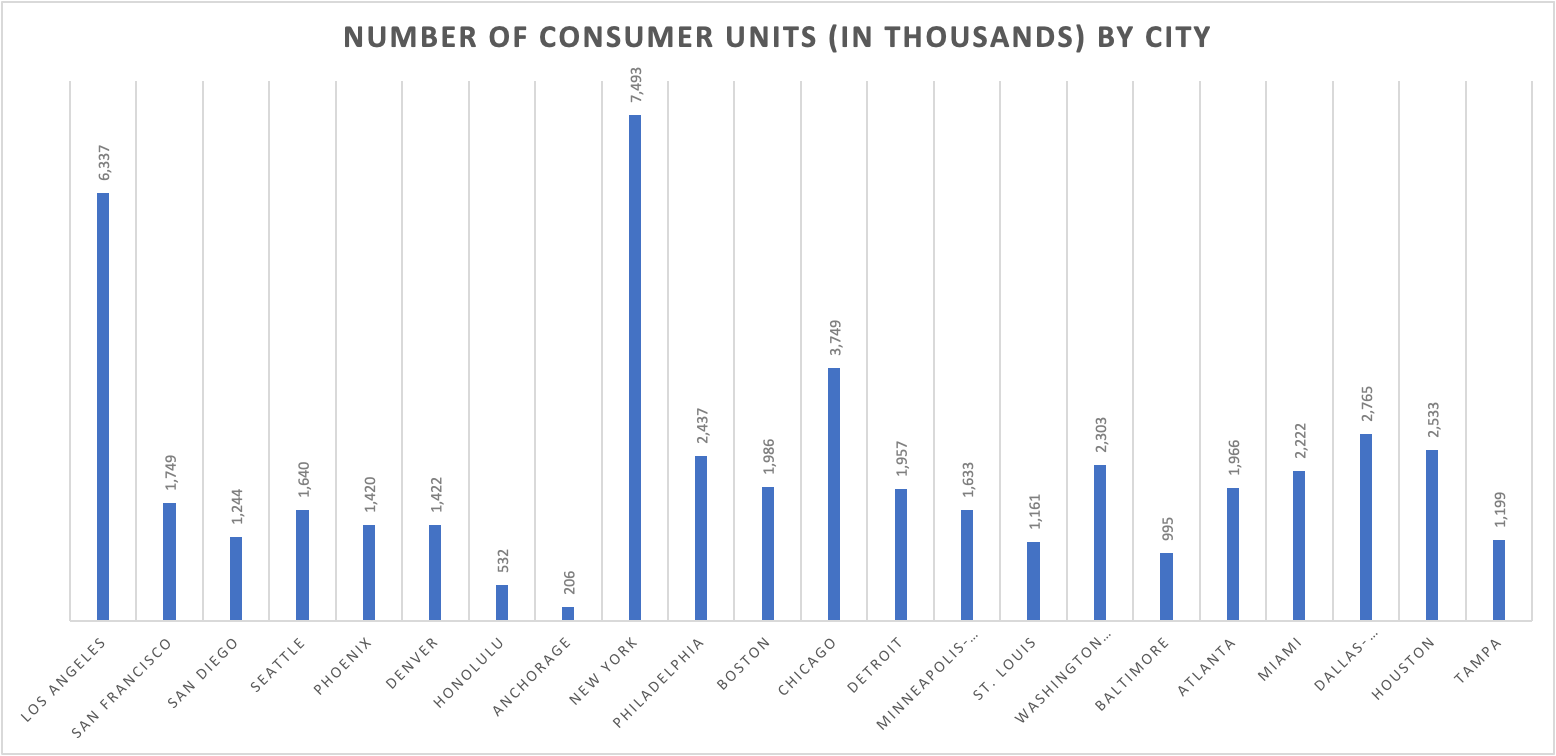 NUMBER OF CONSUMER UNITS (IN THOUSANDS) BY CITY
6,337
1,749
1,244
1,640
1,420
1,422
532
206
7,493
2,437
1,986
3,749
1,957
1,633
1,161
2,303
995
1,966
2,222
2,765
2,533
1,199
LOS ANGELES
SAN FRANCISCO
SAN DIEGO
SEATTLE
PHOENIX
DENVER
HONOLULU
ANCHORAGE
NEW YORK
PHILADELPHIA
BOSTON
CHICAGO
DETROIT
MINNEAPOLIS-…
ST. LOUIS
WASHINGTON…
BALTIMORE
ATLANTA
MIAMI
DALLAS-…
HOUSTON
TAMPA